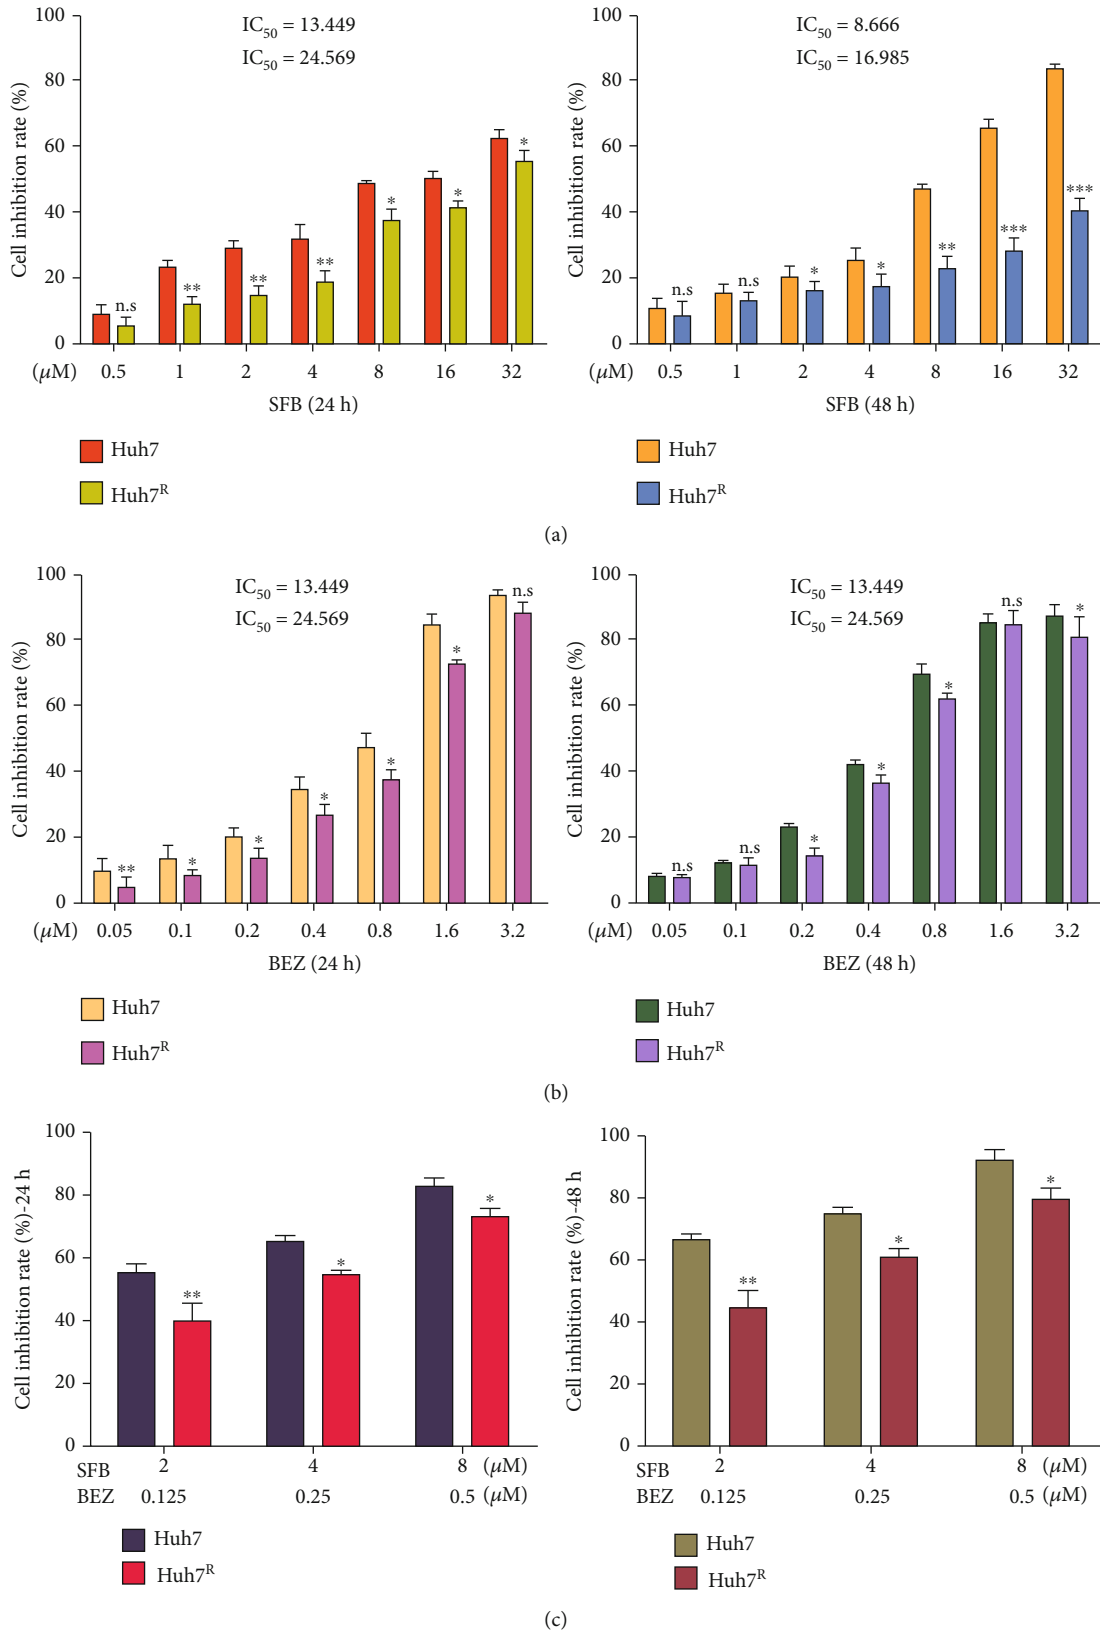 IC50 = 13.449
IC50 = 24.569
Cell inhibition rate (%)
100
80
60
40
20
0
n.s
**
**
**
*
*
*
(μM) 0.5 1 2 4 8 16 32
SFB (24 h)
Huh7
Huh7R
IC50 = 8.666
IC50 = 16.985
Cell inhibition rate (%)
100
80
60
40
20
0
n.s
n.s
*
*
**
***
***
(μM) 0.5 1 2 4 8 16 32
SFB (48 h)
Huh7
Huh7R
(a)
IC50 = 13.449
IC50 = 24.569
Cell inhibition rate (%)
100
80
60
40
20
0
**
*
*
*
*
*
n.s
(μM) 0.05 0.1 0.2 0.4 0.8 1.6 3.2
BEZ (24 h)
Huh7
Huh7R
IC50 = 13.449
IC50 = 24.569
Cell inhibition rate (%)
100
80
60
40
20
0
n.s
n.s
*
*
*
n.s
*
(μM) 0.05 0.1 0.2 0.4 0.8 1.6 3.2
BEZ (48 h)
Huh7
Huh7R
(b)
Cell inhibition rate (%)-24 h
100
80
60
40
20
0
**
*
*
SFB 2 4 8 (μM)
BEZ 0.125 0.25 0.5 (μM)
Huh7
Huh7R
Cell inhibition rate (%)-48 h
100
80
60
40
20
0
**
*
*
SFB 2 4 8 (μM)
BEZ 0.125 0.25 0.5 (μM)
Huh7
Huh7R
(c)